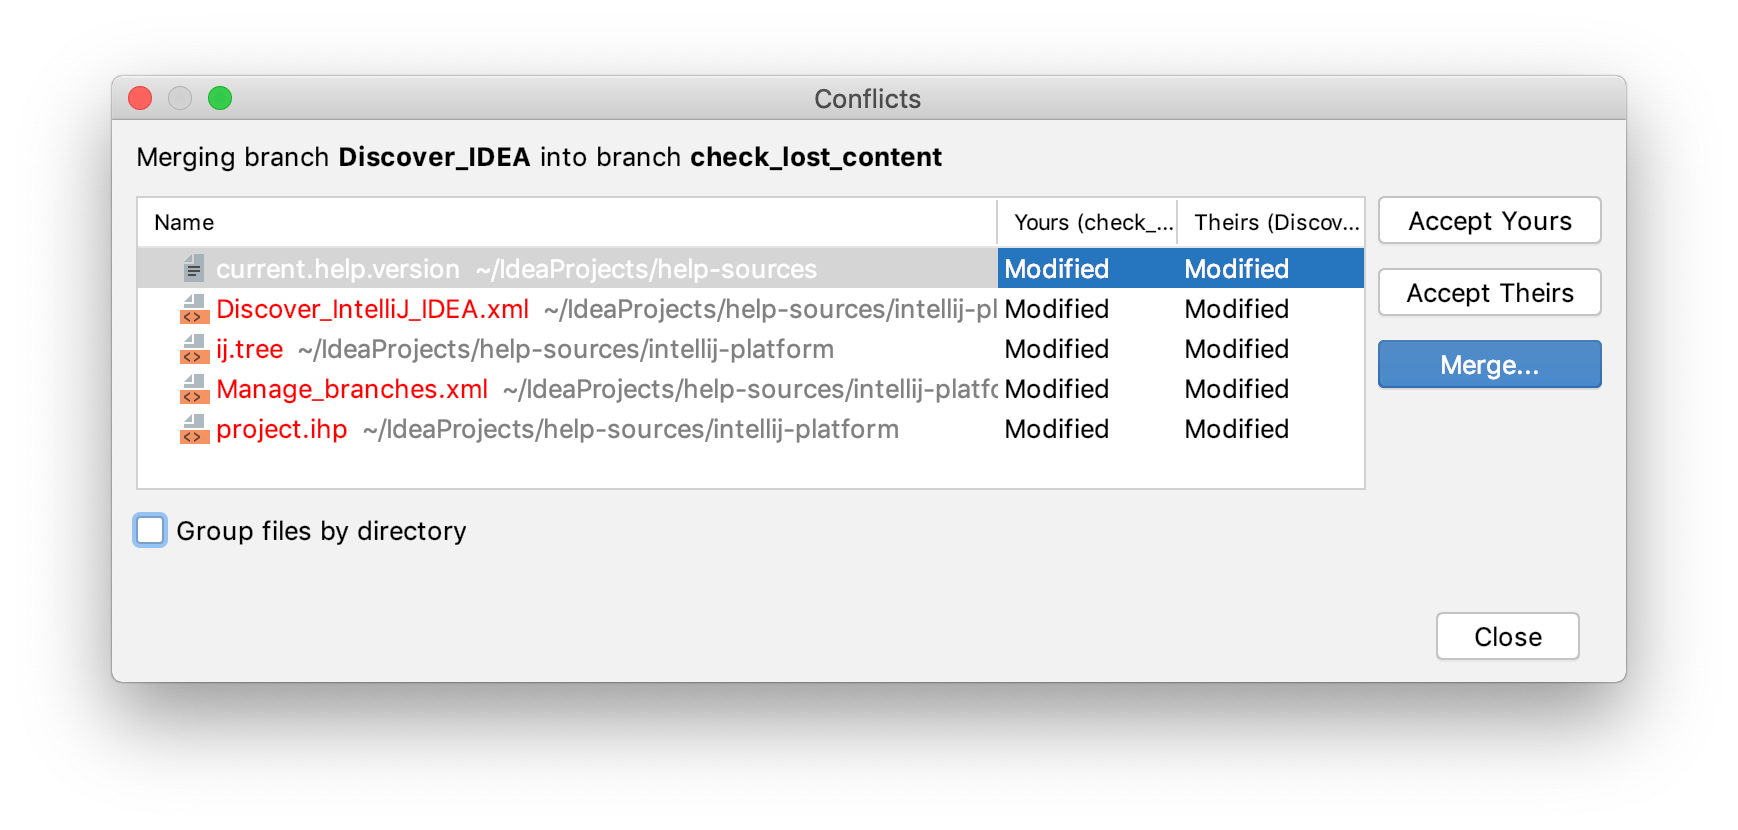 Conflicts
Merging branch Discover_IDEA into branch check_lost_content
Name Yours (check_... Theirs (Discov...
current.help.version ~/IdeaProjects/help-sources Modified Modified
Discover_IntelliJ_IDEA.xml ~/IdeaProjects/help-sources/intellij-pl Modified Modified
ij.tree ~/IdeaProjects/help-sources/intellij-platform Modified Modified
Manage_branches.xml ~/IdeaProjects/help-sources/intellij-platfo Modified Modified
project.ihp ~/IdeaProjects/help-sources/intellij-platform Modified Modified
Accept Yours
Accept Theirs
Merge...
Group files by directory
Close